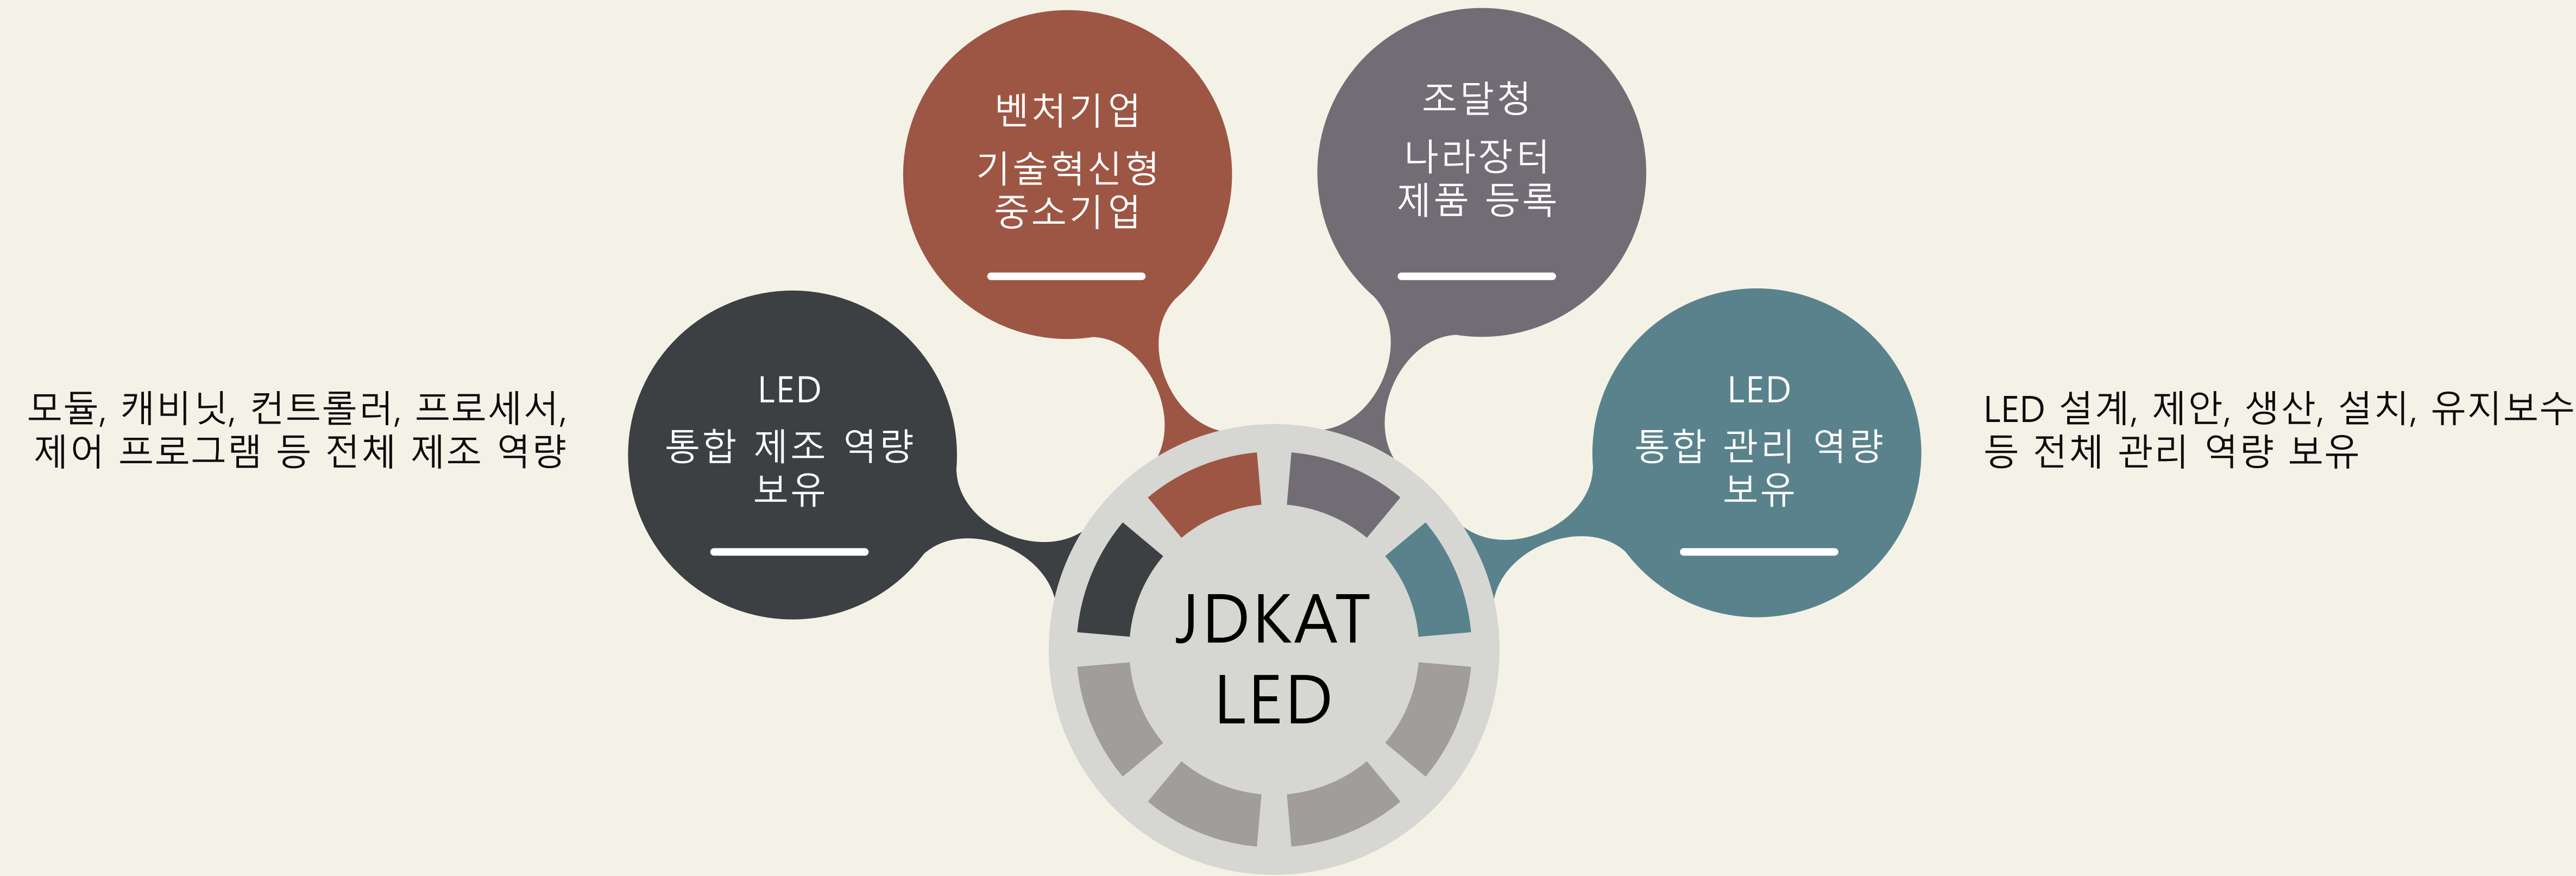 벤처기업
기술혁신형
중소기업
조달청
나라장터
제품 등록
모듈, 캐비닛, 컨트롤러, 프로세서,
제어 프로그램 등 전체 제조 역량
LED
통합 제조 역량
보유
LED
통합 관리 역량
보유
LED 설계, 제안, 생산, 설치, 유지보수
등 전체 관리 역량 보유
JDKAT
LED